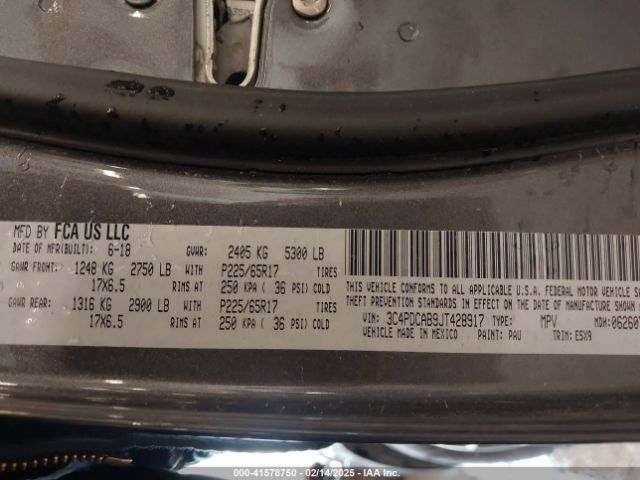 MFD BY FCA US LLC
DATE OF MFR(BUILT): 6-18 GVWR: 2405 KG 5300 LB
GAWR FRONT: 1248 KG 2750 LB WITH P225/65R17 TIRES
17X6.5 RIMS AT 250 KPA ( 36 PSI) COLD
GAWR REAR: 1316 KG 2900 LB WITH P225/65R17 TIRES
17X6.5 RIMS AT 250 KPA ( 36 PSI) COLD
THIS VEHICLE CONFORMS TO ALL APPLICABLE U.S.A. FEDERAL MOTOR VEHICLE
THEFT PREVENTION STANDARDS IN EFFECT ON THE DATE OF MANUFACTURE SHOWN
VIN: 3C4PDCAB9JT428917 TYPE: MPV MDH:06260
VEHICLE MADE IN MEXICO PAINT: PAU TRIM: E5X9
000-41578750 | 02/14/2025 | IAA Inc.